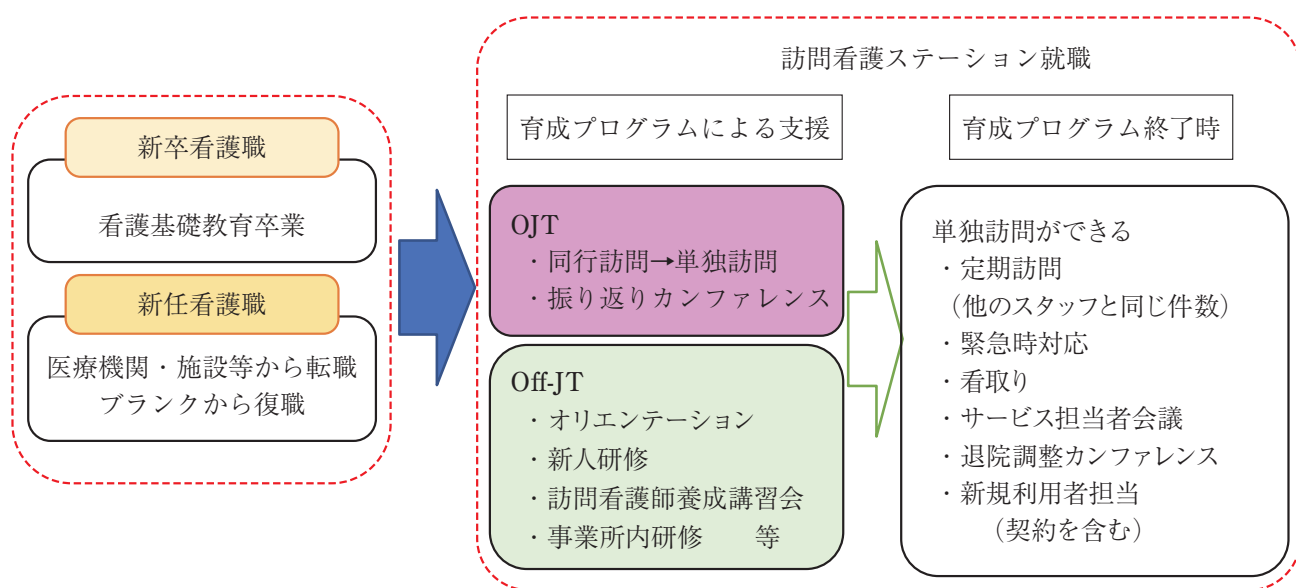 新卒看護職
看護基礎教育卒業
新任看護職
医療機関・施設等から転職
ブランクから復職
訪問看護ステーション就職
育成プログラムによる支援
OJT
・同行訪問→単独訪問
・振り返りカンファレンス
Off-JT
・オリエンテーション
・新人研修
・訪問看護師養成講習会
・事業所内研修　等
育成プログラム終了時
単独訪問ができる
・定期訪問
（他のスタッフと同じ件数）
・緊急時対応
・看取り
・サービス担当者会議
・退院調整カンファレンス
・新規利用者担当
（契約を含む）